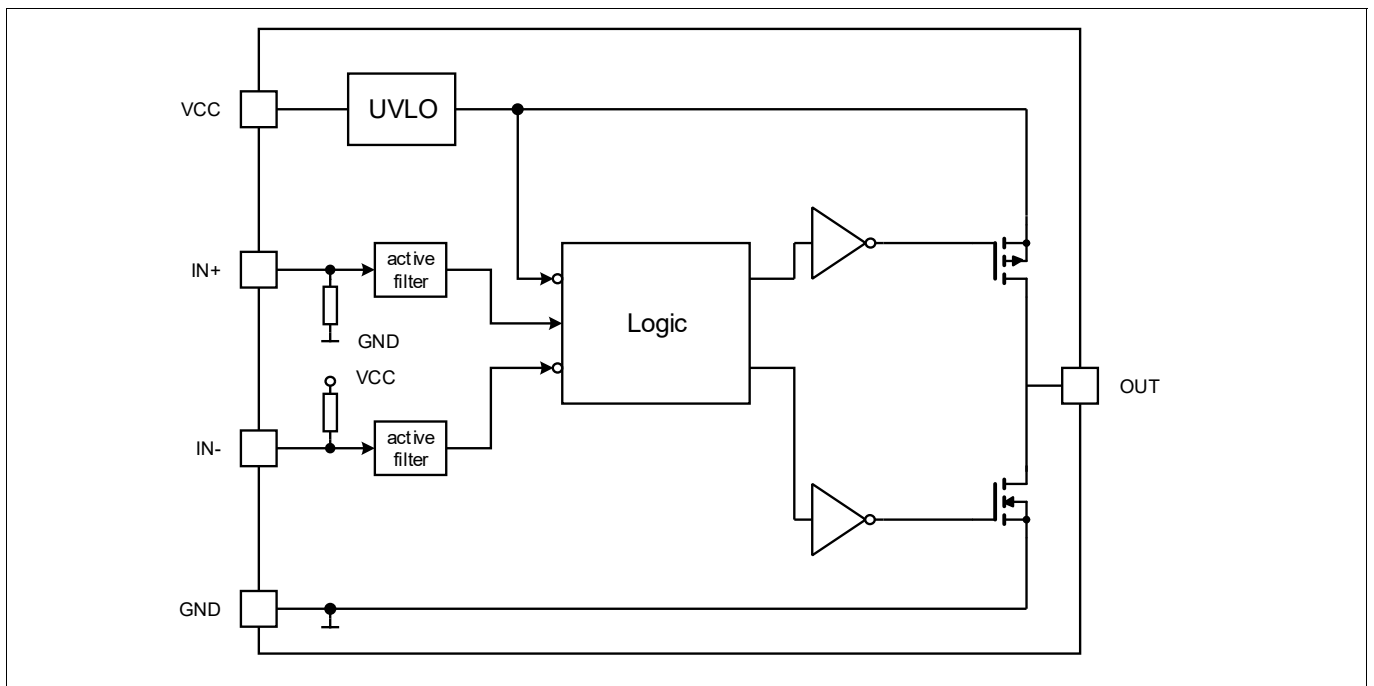 VCC
UVLO
IN+
active
filter
GND
Logic
VCC
OUT
IN-
active
filter
GND